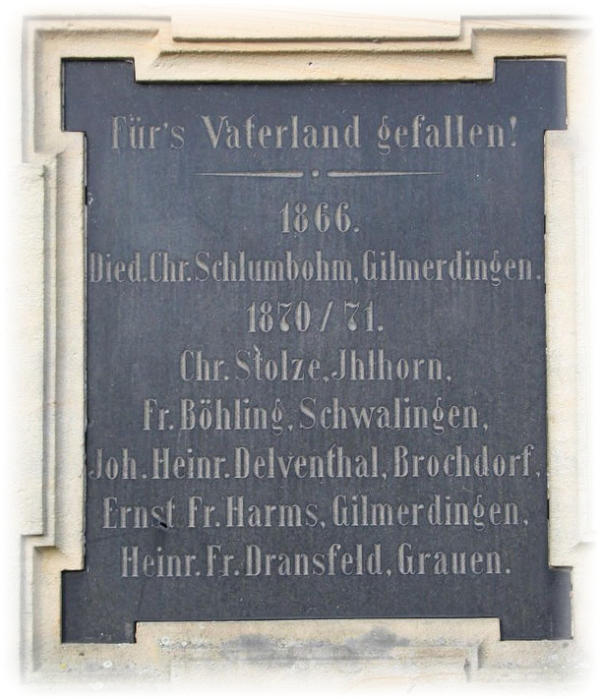 Für's Vaterland gefallen!
1866.
Died.Chr.Schlumbohm, Gilmerdingen.
1870/71.
Chr. Stolze, Jhlhorn,
Fr. Böhling, Schwalingen,
Joh. Heinr. Delventhal, Brochdorf,
Ernst Fr. Harms, Gilmerdingen,
Heinr. Fr. Dransfeld, Grauen.